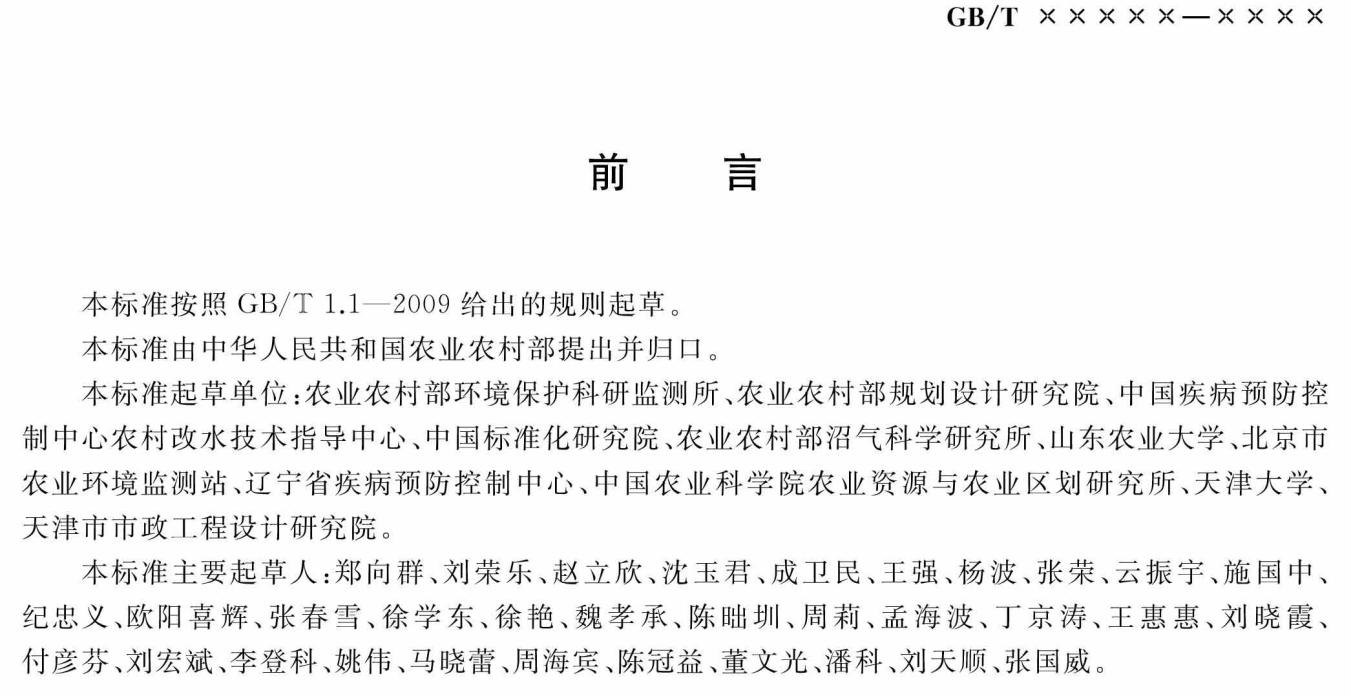 GB/T ×××××—××××
前 言
本标准按照 GB/T 1.1—2009 给出的规则起草。
本标准由中华人民共和国农业农村部提出并归口。
本标准起草单位:农业农村部环境保护科研监测所、农业农村部规划设计研究院、中国疾病预防控
制中心农村改水技术指导中心、中国标准化研究院、农业农村部沼气科学研究所、山东农业大学、北京市
农业环境监测站、辽宁省疾病预防控制中心、中国农业科学院农业资源与农业区划研究所、天津大学、
天津市市政工程设计研究院。
本标准主要起草人:郑向群、刘荣乐、赵立欣、沈玉君、成卫民、王强、杨波、张荣、云振宇、施国中、
纪忠义、欧阳喜辉、张春雪、徐学东、徐艳、魏孝承、陈昢圳、周莉、孟海波、丁京涛、王惠惠、刘晓霞、
付彦芬、刘宏斌、李登科、姚伟、马晓蕾、周海宾、陈冠益、董文光、潘科、刘天顺、张国威。